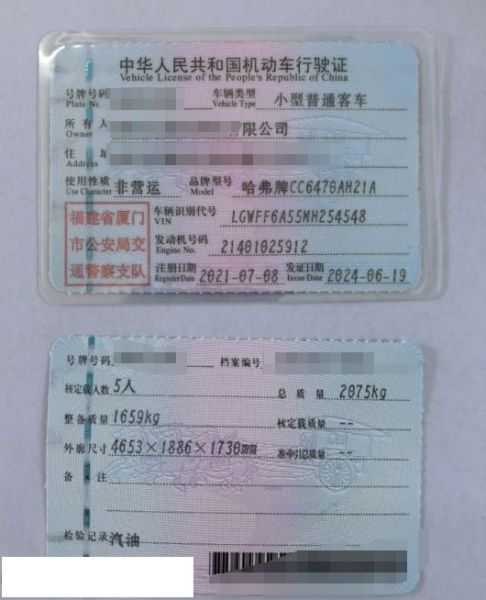 中华人民共和国机动车行驶证
Vehicle License of the People's Republic of China
号牌号码 车辆类型 小型普通客车
Plate No. Vehicle Type
所有人 有限公司
Owner
住址
Address
使用性质 非营运 品牌型号 哈弗牌CC6470AH21A
Use Character Model
福建省厦门 车辆识别代号 LGWFF6A55MH254548
VIN
市公安局交 发动机号码 21401025912
Engine No.
通警察支队 注册日期 2021-07-08 发证日期 2024-06-19
Register Date Issue Date
号牌号码 档案编号
核定载人数 5人 总质量 2075kg
整备质量 1659kg 核定载质量 --
外廓尺寸 4653×1886×1730mm 准牵引总质量 --
备注
检验记录 汽油